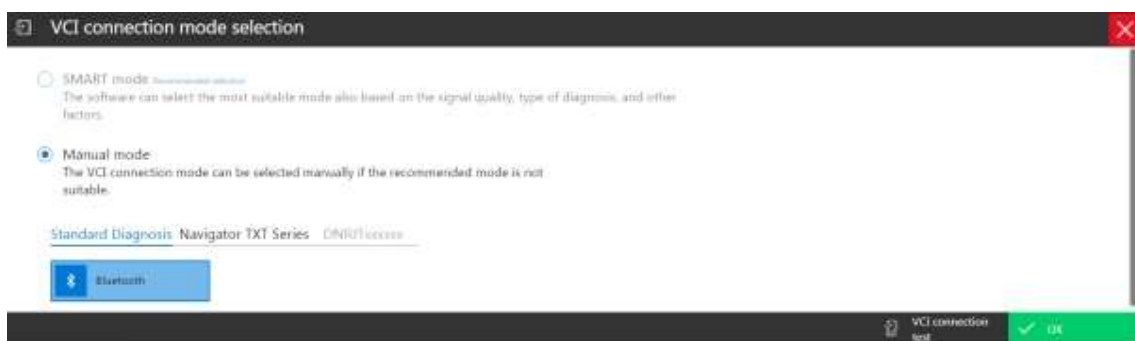 VCI connection mode selection
SMART mode Recommended selection
The software can select the most suitable mode also based on the signal quality, type of diagnosis, and other
factors.
Manual mode
The VCI connection mode can be selected manually if the recommended mode is not
suitable.
Standard Diagnosis Navigator TXT Series
Bluetooth
VCI connection
test
OK